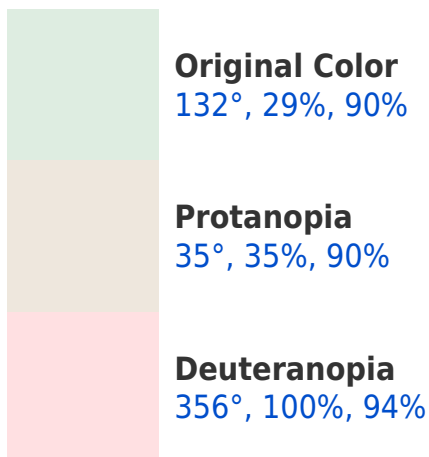 Original Color
132°, 29%, 90%
Protanopia
35°, 35%, 90%
Deuteranopia
356°, 100%, 94%